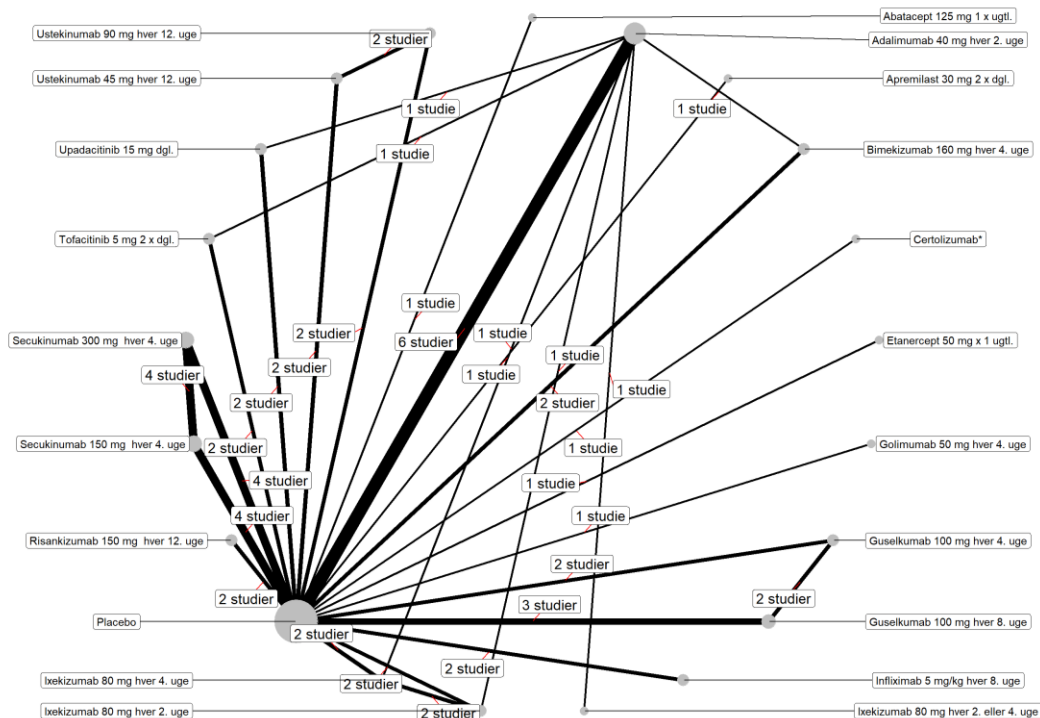 Abatacept 125 mg 1 x ugtl.
Ustekinumab 90 mg hver 12. uge
2 studier
Adalimumab 40 mg hver 2. uge
Ustekinumab 45 mg hver 12. uge
Apremilast 30 mg 2 x dgl.
1 studie
1 studie
Upadacitinib 15 mg dgl.
1 studie
Bimekizumab 160 mg hver 4. uge
Tofacitinib 5 mg 2 x dgl.
Certolizumab*
1 studie
2 studier
1 studie
Secukinumab 300 mg hver 4. uge
6 studier
Etanercept 50 mg x 1 ugtl.
1 studie
4 studier
2 studier
1 studie
1 studie
2 studier
2 studier
Secukinumab 150 mg hver 4. uge
2 studier
1 studie
Golimumab 50 mg hver 4. uge
4 studier
1 studie
4 studier
1 studie
Risankizumab 150 mg hver 12. uge
Guselkumab 100 mg hver 4. uge
2 studier
2 studier
2 studier
3 studier
Placebo
Guselkumab 100 mg hver 8. uge
2 studier
2 studier
Ixekizumab 80 mg hver 4. uge
2 studier
Infliximab 5 mg/kg hver 8. uge
Ixekizumab 80 mg hver 2. uge
2 studier
Ixekizumab 80 mg hver 2. eller 4. uge